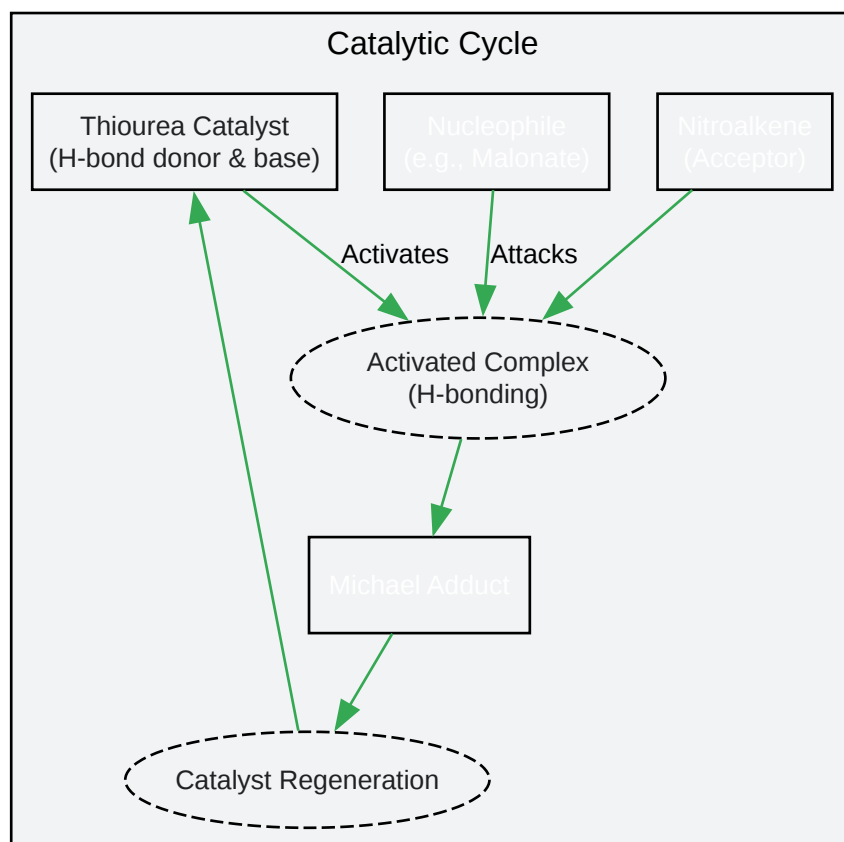 Catalytic Cycle
Thiourea Catalyst
(H-bond donor & base)
Nucleophile
(e.g., Malonate)
Nitroalkene
(Acceptor)
Activates
Attacks
Activated Complex
(H-bonding)
Michael Adduct
Catalyst Regeneration